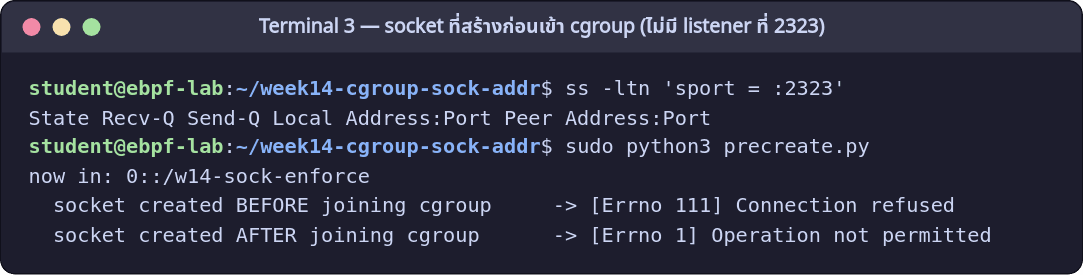 Terminal 3 — socket ที่สร้างก่อนเข้า cgroup (ไม่มี listener ที่ 2323)
student@ebpf-lab:~/week14-cgroup-sock-addr$ ss -ltn 'sport = :2323'
State Recv-Q Send-Q Local Address:Port Peer Address:Port
student@ebpf-lab:~/week14-cgroup-sock-addr$ sudo python3 precreate.py
now in: 0::/w14-sock-enforce
  socket created BEFORE joining cgroup     -> [Errno 111] Connection refused
  socket created AFTER joining cgroup      -> [Errno 1] Operation not permitted